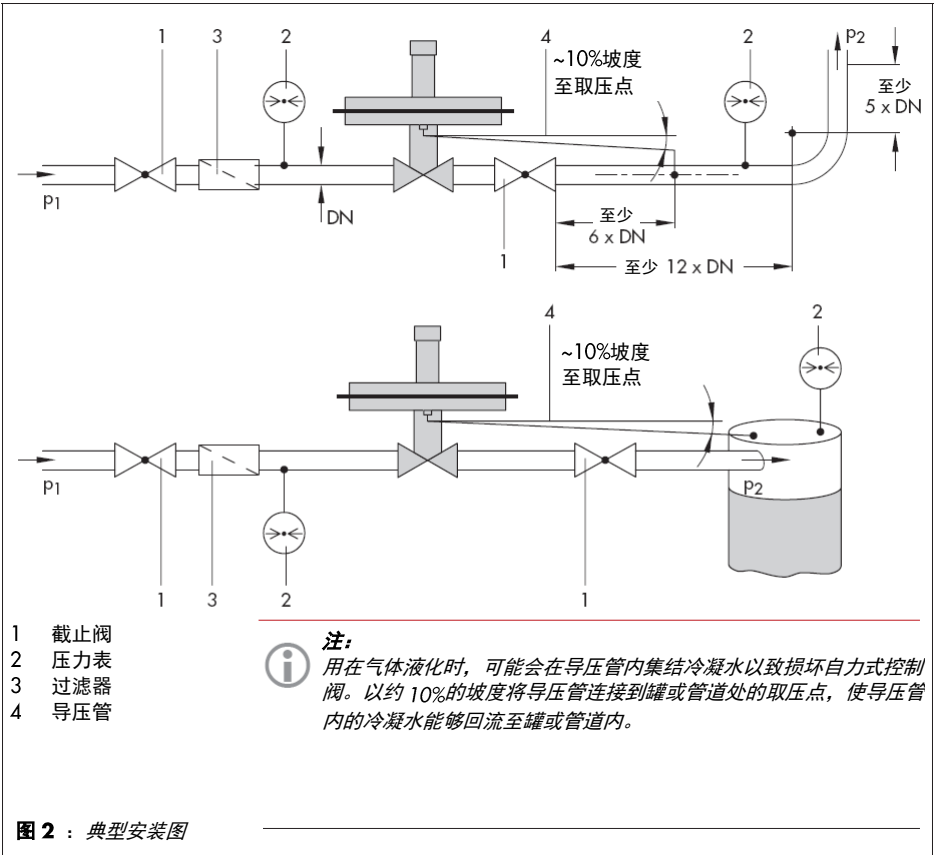 1
3
2
4
2
p2
~10%坡度
至取压点
至少
5 x DN
p1
DN
至少
6 x DN
1
至少 12 x DN
4
2
~10%坡度
至取压点
p1
p2
1
3
2
1
1 截止阀
2 压力表
3 过滤器
4 导压管
注：
用在气体液化时，可能会在导压管内集结冷凝水以致损坏自力式控制
阀。以约 10%的坡度将导压管连接到罐或管道处的取压点，使导压管
内的冷凝水能够回流至罐或管道内。
图 2 ：典型安装图